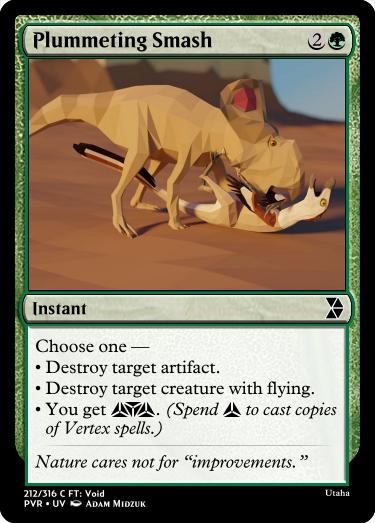 Plummeting Smash 2
Instant
Choose one —
• Destroy target artifact.
• Destroy target creature with flying.
• You get . (Spend to cast copies
of Vertex spells.)
Nature cares not for “improvements.”
212/316 C FT: Void
PVR • UV Adam Midzuk
Utaha